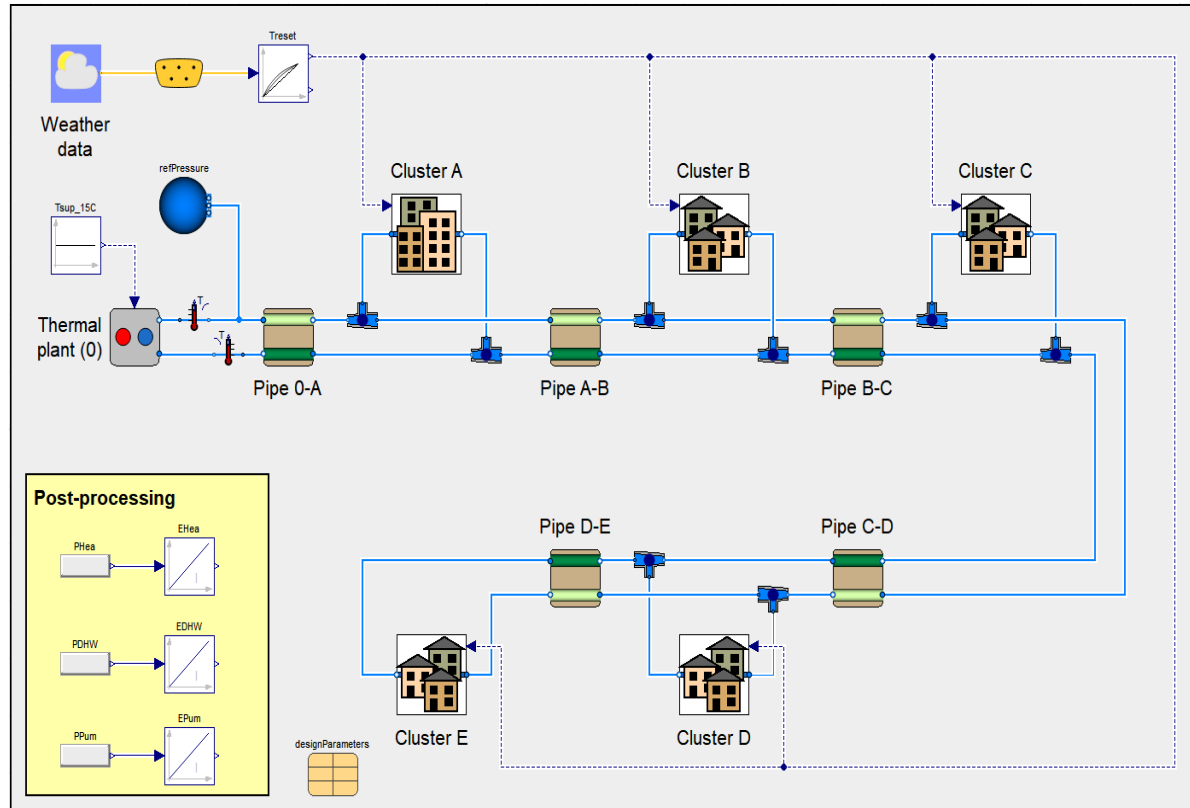 Treset
Weather
data
refPressure
Cluster A
Cluster B
Cluster C
Tsup_15C
T
T
Thermal
plant (0)
Pipe 0-A
Pipe A-B
Pipe B-C
Post-processing
EHea
PHea
EDHW
PDHW
EPum
PPum
Pipe D-E
Pipe C-D
Cluster E
Cluster D
designParameters